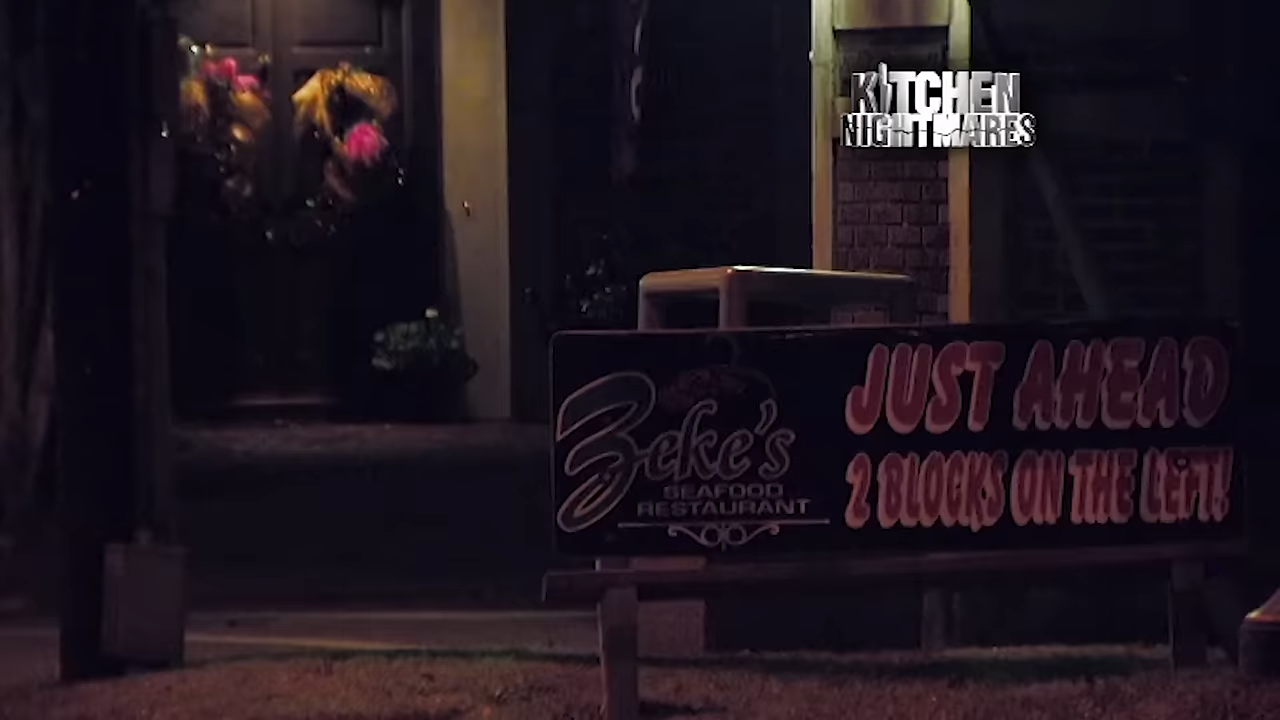 KITCHEN
NIGHTMARES
JUST AHEAD
Zeke's
2 BLOCKS ON THE LEFT!
SEAFOOD
RESTAURANT